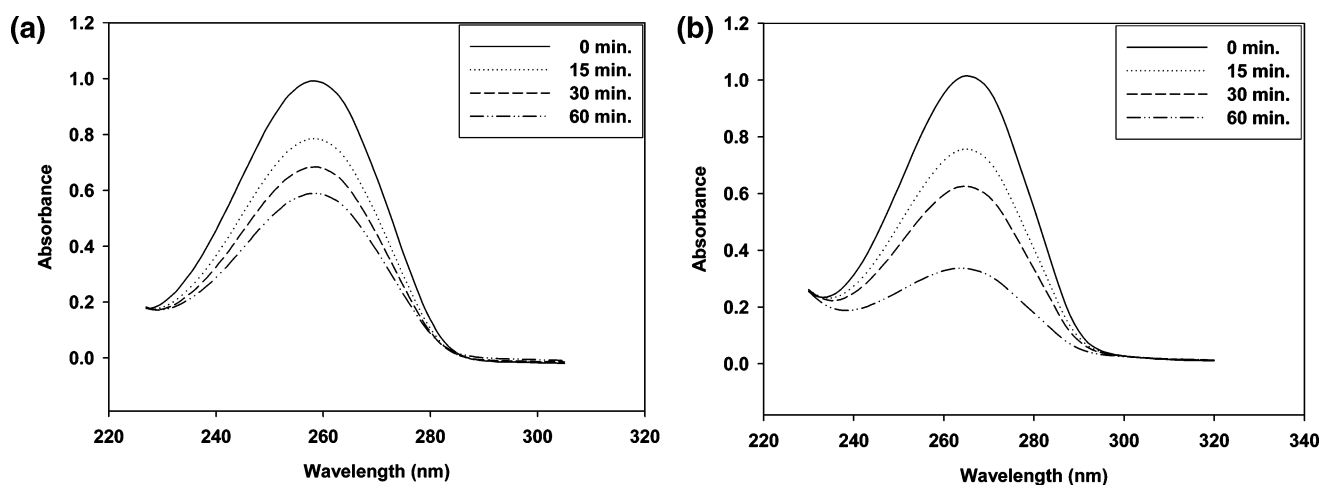 (a)
1.2
1.0
0.8
0.6
0.4
0.2
0.0
Absorbance
0 min.
15 min.
30 min.
60 min.
220 240 260 280 300 320
Wavelength (nm)
(b)
1.2
1.0
0.8
0.6
0.4
0.2
0.0
Absorbance
0 min.
15 min.
30 min.
60 min.
220 240 260 280 300 320 340
Wavelength (nm)